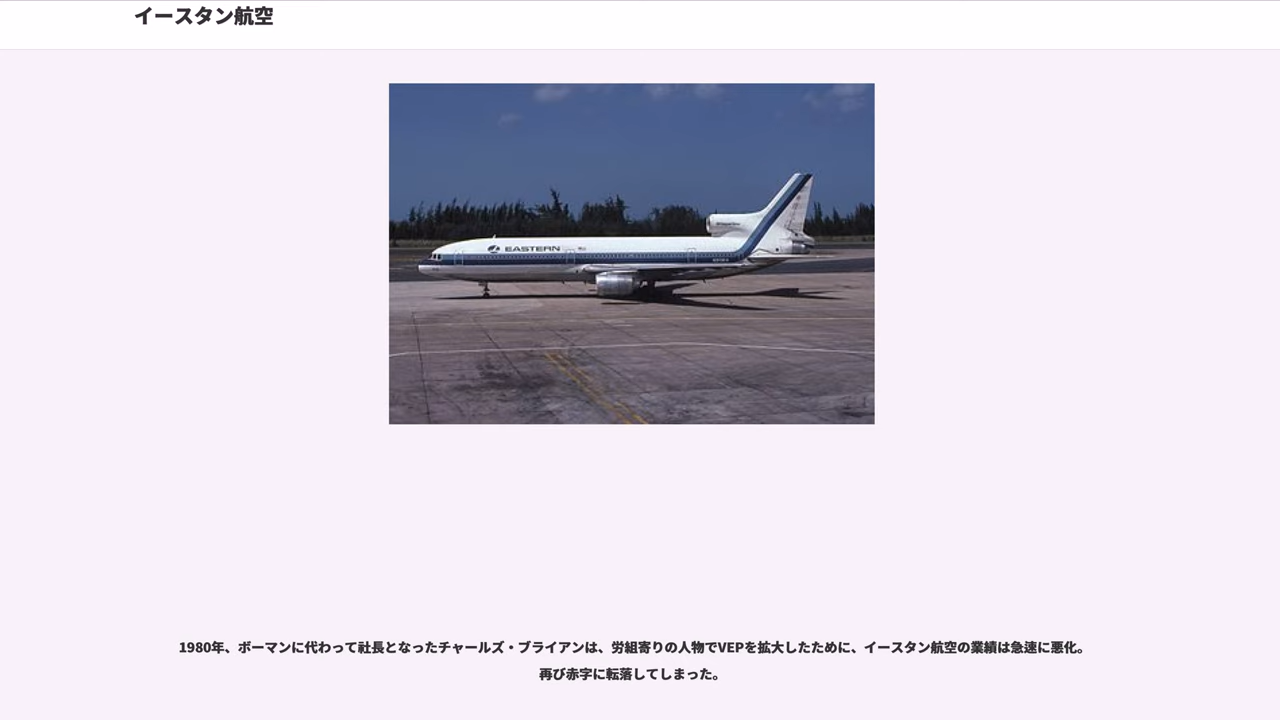 イースタン航空
EASTERN
1980年、ボーマンに代わって社長となったチャールズ・ブライアンは、労組寄りの人物でVEPを拡大したために、イースタン航空の業績は急速に悪化。
再び赤字に転落してしまった。